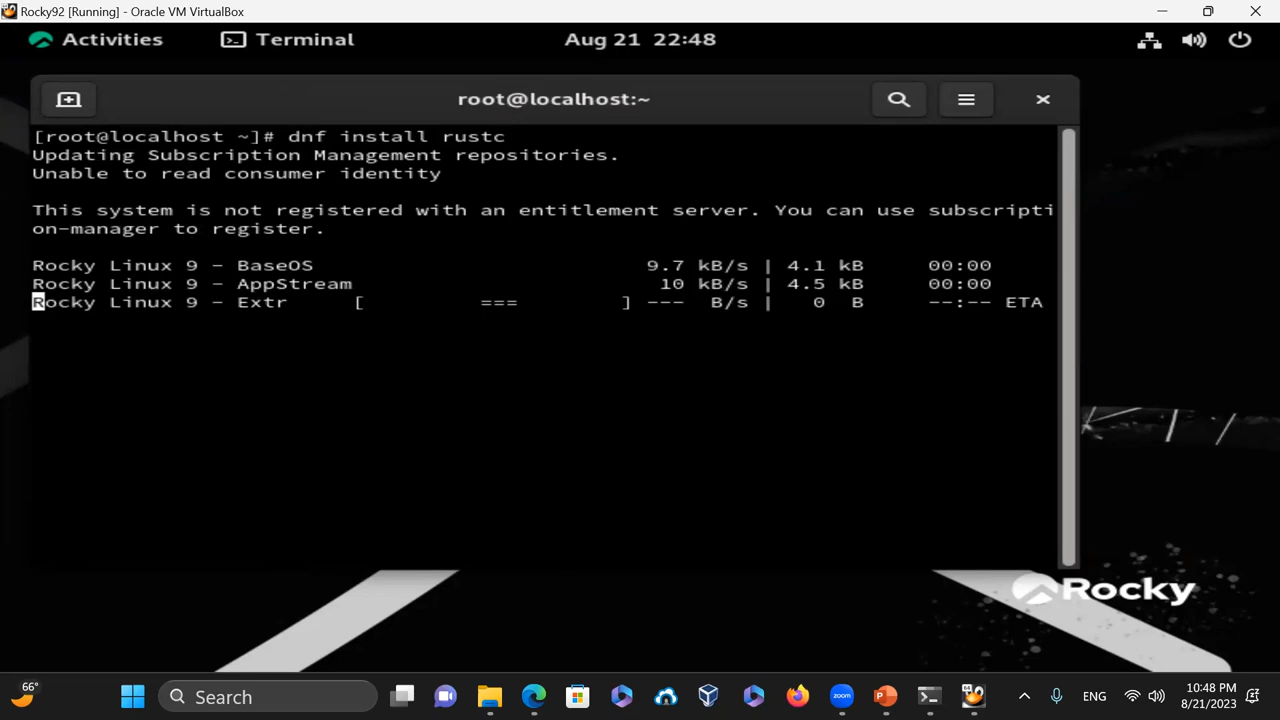 Rocky92 [Running] - Oracle VM VirtualBox
Activities Terminal Aug 21 22:48
root@localhost:~
[root@localhost ~]# dnf install rustc
Updating Subscription Management repositories.
Unable to read consumer identity
This system is not registered with an entitlement server. You can use subscripti
on-manager to register.
Rocky Linux 9 - BaseOS 9.7 kB/s | 4.1 kB 00:00
Rocky Linux 9 - AppStream 10 kB/s | 4.5 kB 00:00
Rocky Linux 9 - Extr [ === ] --- B/s | 0 B --:-- ETA
Rocky
66°
Search
zoom
ENG
10:48 PM
8/21/2023